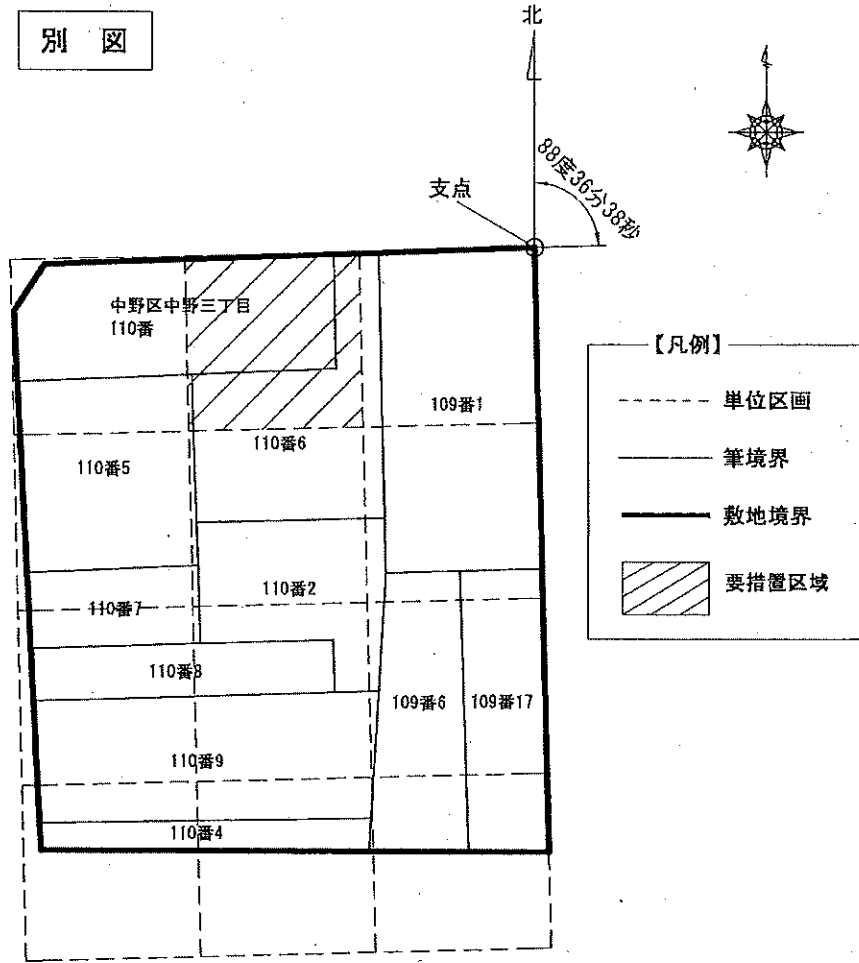 別 図
北
88度36分38秒
支点
中野区中野三丁目
110番
109番1
110番6
110番5
110番2
110番7
110番3
109番6
109番17
110番9
110番4
【凡例】
単位区画
筆境界
敷地境界
要措置区域